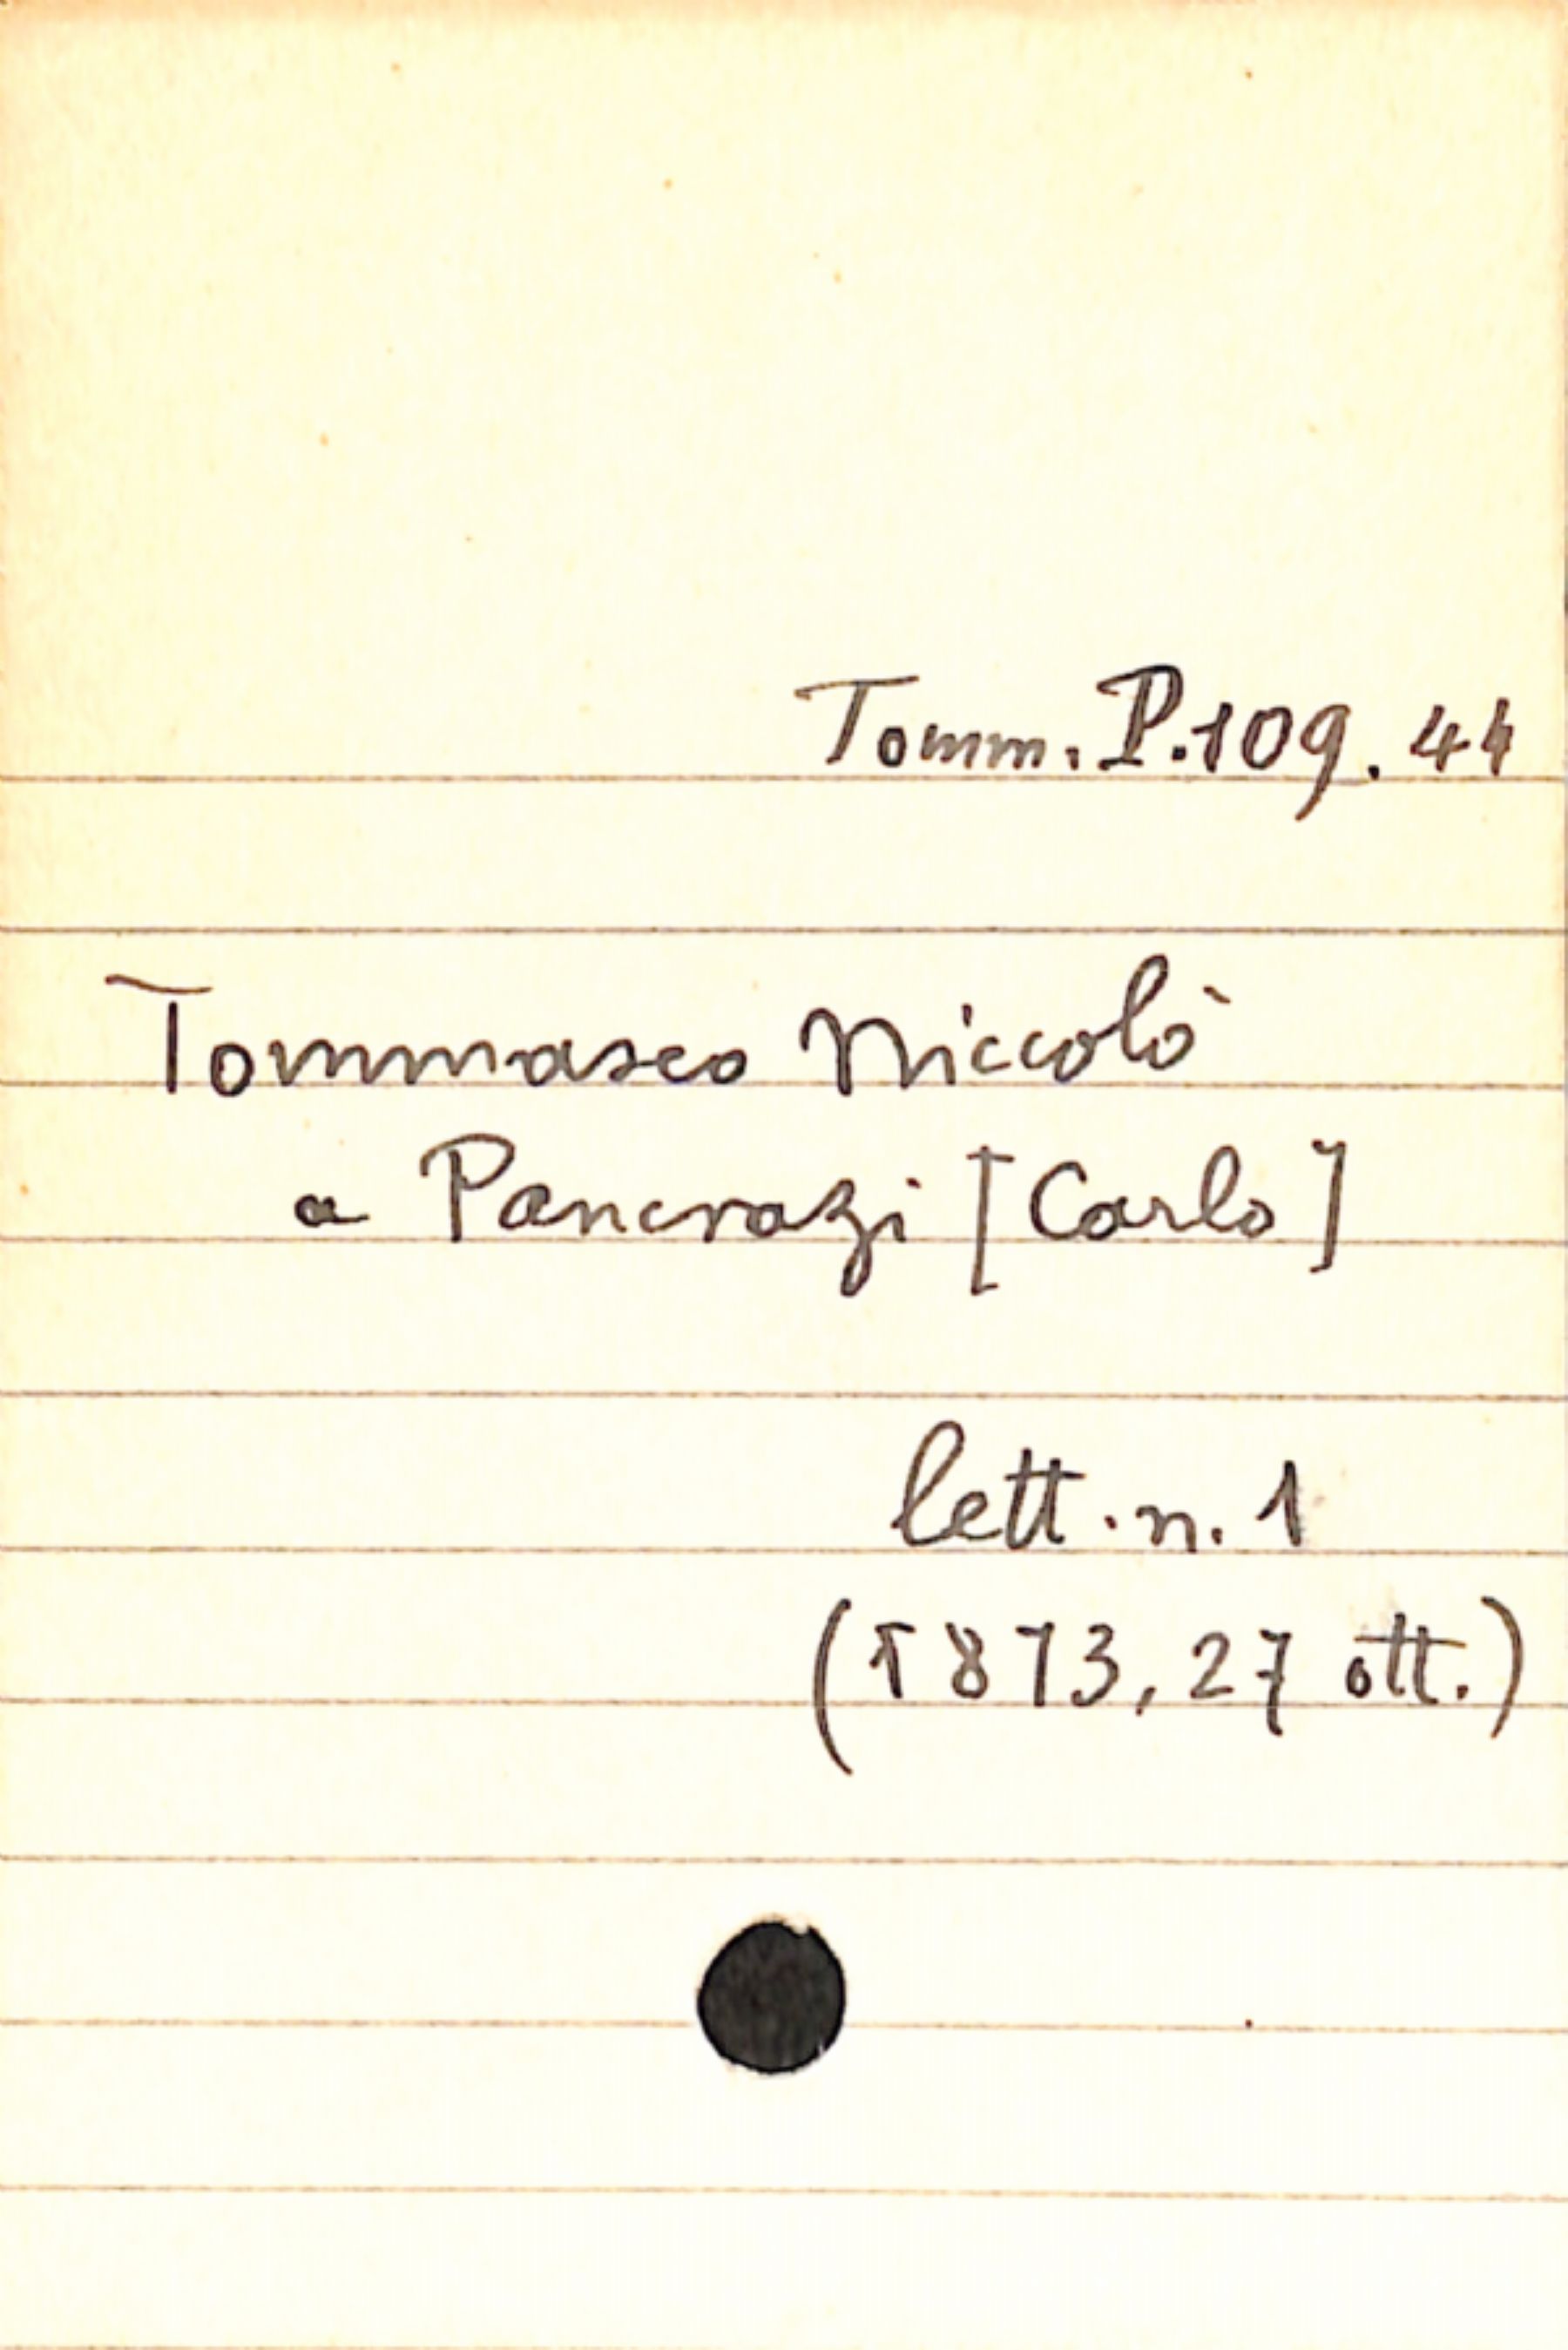 Tomm. P.109.44
Tommaseo Niccolò
a Pancrazi [Carlo]
lett. n. 1
(1873, 27 ott.)